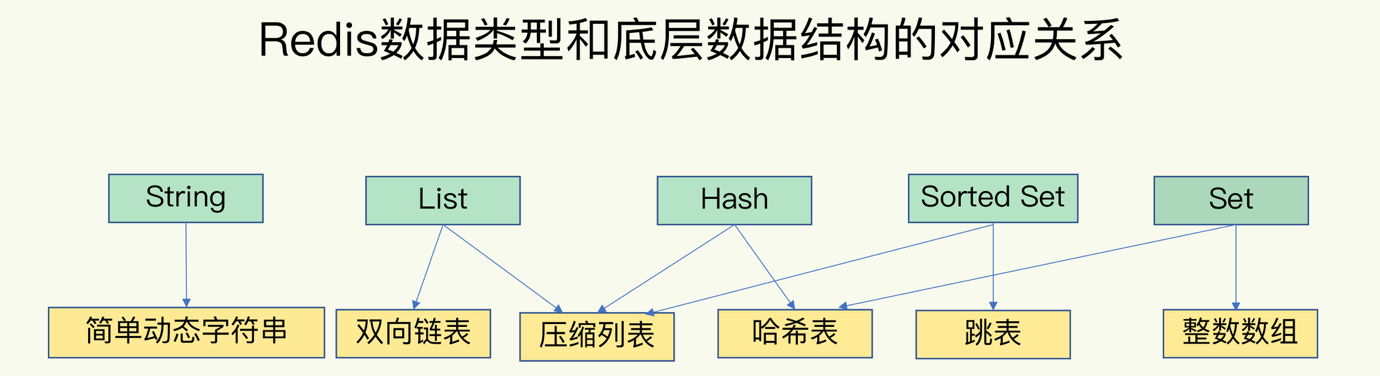 Redis数据类型和底层数据结构的对应关系
String
List
Hash
Sorted Set
Set
简单动态字符串
双向链表
压缩列表
哈希表
跳表
整数数组